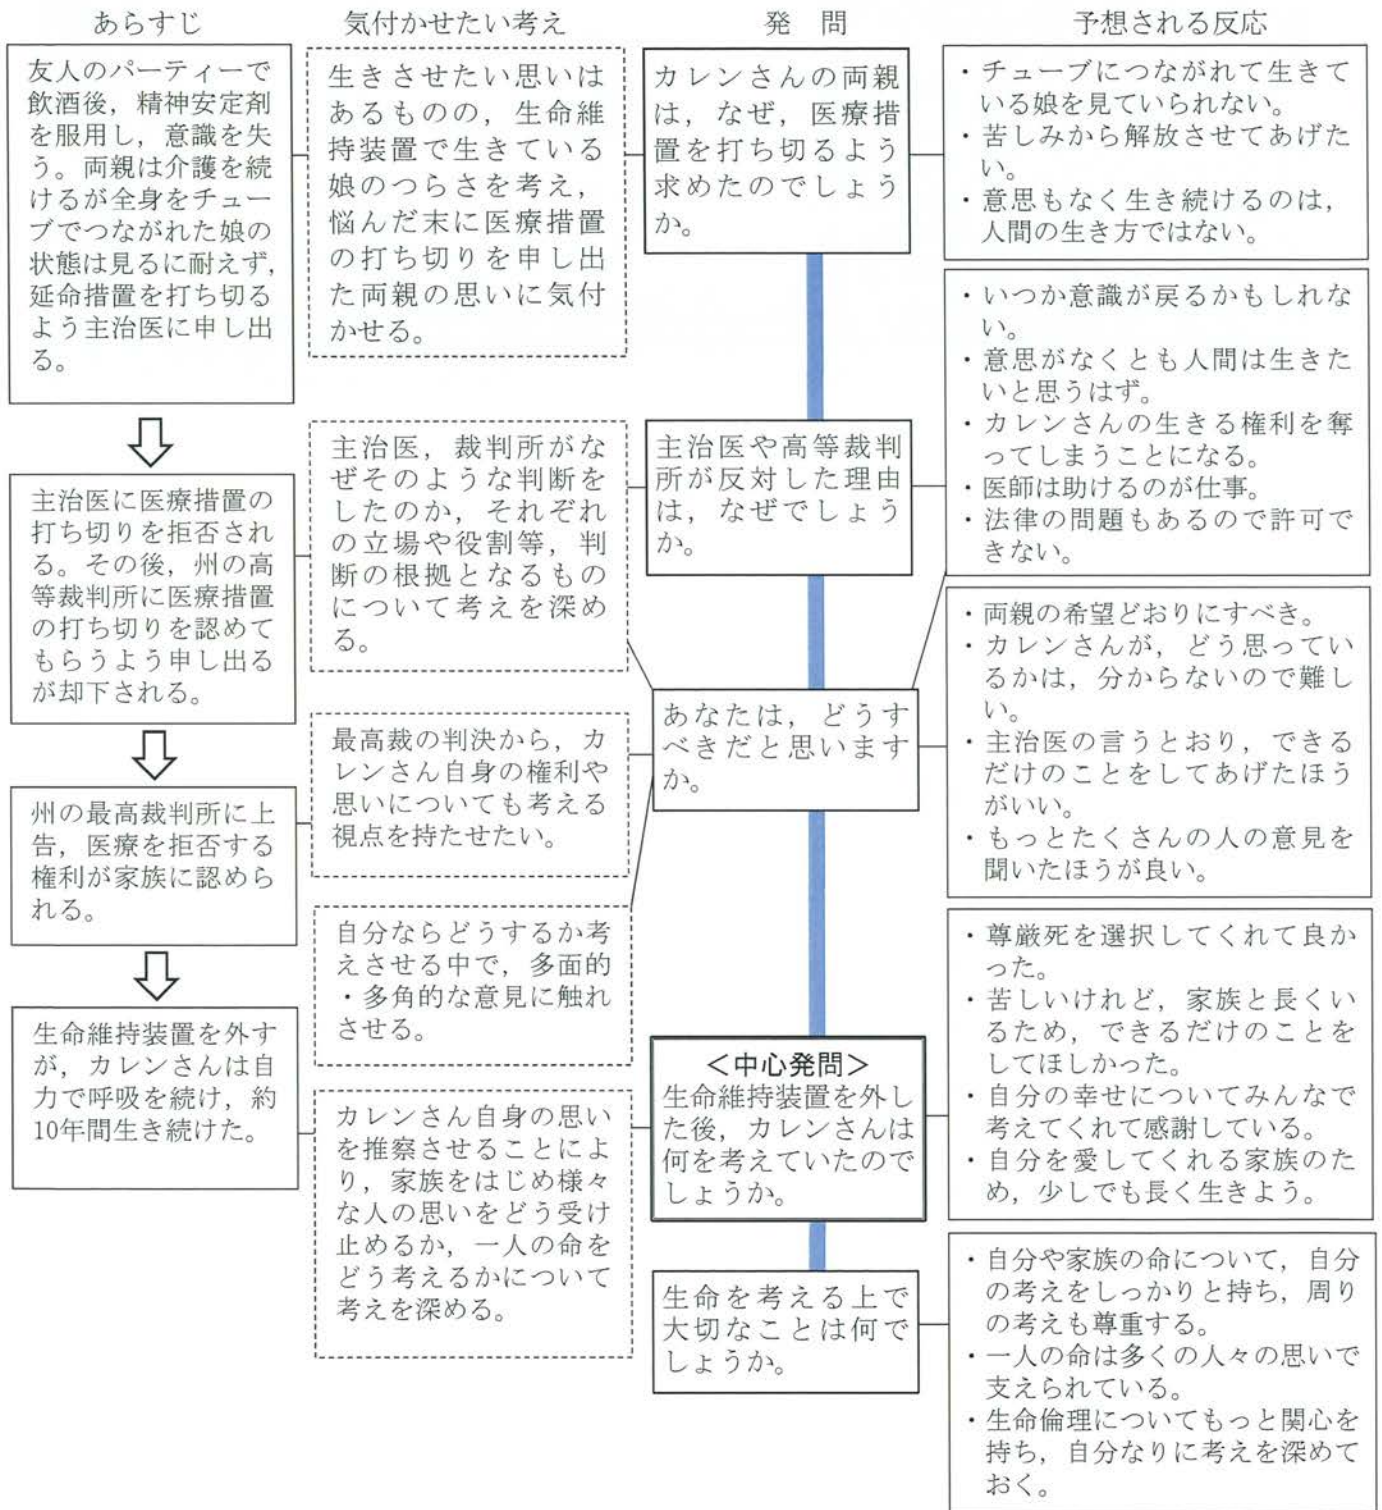 あらすじ
気付かせたい考え
発　問
予想される反応
友人のパーティーで
飲酒後，精神安定剤
を服用し，意識を失
う。両親は介護を続
けるが全身をチュー
ブでつながれた娘の
状態は見るに耐えず，
延命措置を打ち切る
よう主治医に申し出
る。
生きさせたい思いは
あるものの，生命維
持装置で生きている
娘のつらさを考え，
悩んだ末に医療措置
の打ち切りを申し出
た両親の思いに気付
かせる。
カレンさんの両親
は，なぜ，医療措
置を打ち切るよう
求めたのでしょう
か。
・チューブにつながれて生きて
いる娘を見ていられない。
・苦しみから解放させてあげた
い。
・意思もなく生き続けるのは，
人間の生き方ではない。
主治医に医療措置の
打ち切りを拒否され
る。その後，州の高
等裁判所に医療措置
の打ち切りを認めて
もらうよう申し出る
が却下される。
主治医，裁判所がな
ぜそのような判断を
したのか，それぞれ
の立場や役割等，判
断の根拠となるもの
について考えを深め
る。
主治医や高等裁判
所が反対した理由
は，なぜでしょう
か。
・いつか意識が戻るかもしれな
い。
・意思がなくとも人間は生きた
いと思うはず。
・カレンさんの生きる権利を奪
ってしまうことになる。
・医師は助けるのが仕事。
・法律の問題もあるので許可で
きない。
州の最高裁判所に上
告，医療を拒否する
権利が家族に認めら
れる。
最高裁の判決から，カ
レンさん自身の権利や
思いについても考える
視点を持たせたい。
自分ならどうするか考
えさせる中で，多面的
・多角的な意見に触れ
させる。
あなたは，どうす
べきだと思います
か。
・両親の希望どおりにすべき。
・カレンさんが，どう思ってい
るかは，分からないので難し
い。
・主治医の言うとおり，できる
だけのことをしてあげたほう
がいい。
・もっとたくさんの人の意見を
聞いたほうが良い。
生命維持装置を外す
が，カレンさんは自
力で呼吸を続け，約
10年間生き続けた。
カレンさん自身の思い
を推察させることによ
り，家族をはじめ様々
な人の思いをどう受け
止めるか，一人の命を
どう考えるかについて
考えを深める。
＜中心発問＞
生命維持装置を外し
た後，カレンさんは
何を考えていたので
しょうか。
・尊厳死を選択してくれて良か
った。
・苦しいけれど，家族と長くい
るため，できるだけのことを
してほしかった。
・自分の幸せについてみんなで
考えてくれて感謝している。
・自分を愛してくれる家族のた
め，少しでも長く生きよう。
生命を考える上で
大切なことは何で
しょうか。
・自分や家族の命について，自分
の考えをしっかりと持ち，周り
の考えも尊重する。
・一人の命は多くの人々の思いで
支えられている。
・生命倫理についてもっと関心を
持ち，自分なりに考えを深めて
おく。